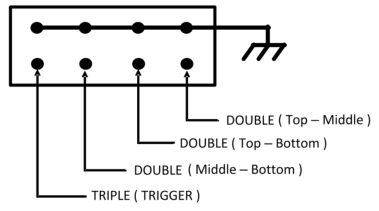 DOUBLE ( Top – Middle )
DOUBLE ( Top – Bottom )
DOUBLE ( Middle – Bottom )
TRIPLE ( TRIGGER )